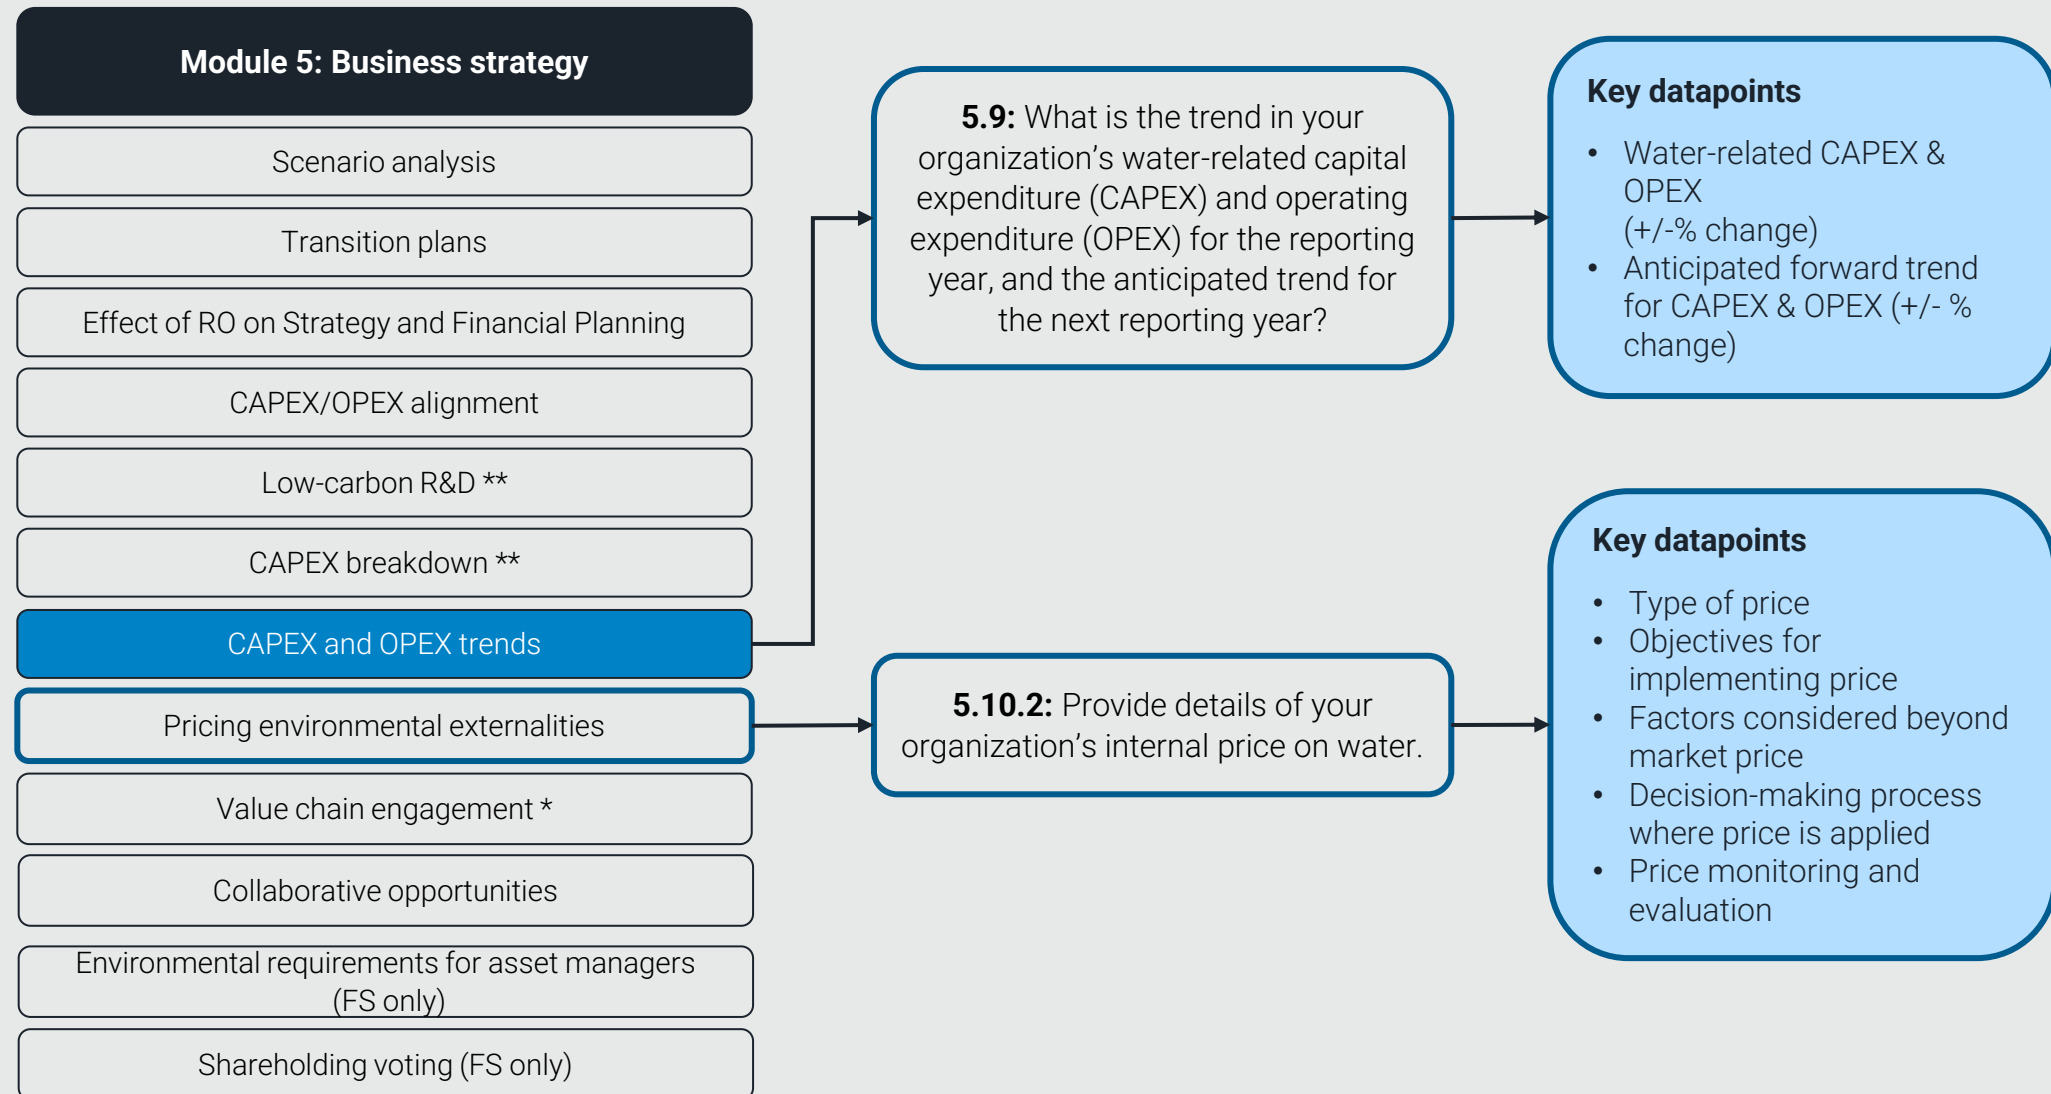 Module 5: Business strategy
Scenario analysis
Transition plans
Effect of RO on Strategy and Financial Planning
CAPEX/OPEX alignment
Low-carbon R&D **
CAPEX breakdown **
CAPEX and OPEX trends
Pricing environmental externalities
Value chain engagement *
Collaborative opportunities
Environmental requirements for asset managers
(FS only)
Shareholding voting (FS only)
5.9: What is the trend in your
organization’s water-related capital
expenditure (CAPEX) and operating
expenditure (OPEX) for the reporting
year, and the anticipated trend for
the next reporting year?
Key datapoints
• Water-related CAPEX &
OPEX
(+/-% change)
• Anticipated forward trend
for CAPEX & OPEX (+/- %
change)
5.10.2: Provide details of your
organization’s internal price on water.
Key datapoints
• Type of price
• Objectives for
implementing price
• Factors considered beyond
market price
• Decision-making process
where price is applied
• Price monitoring and
evaluation